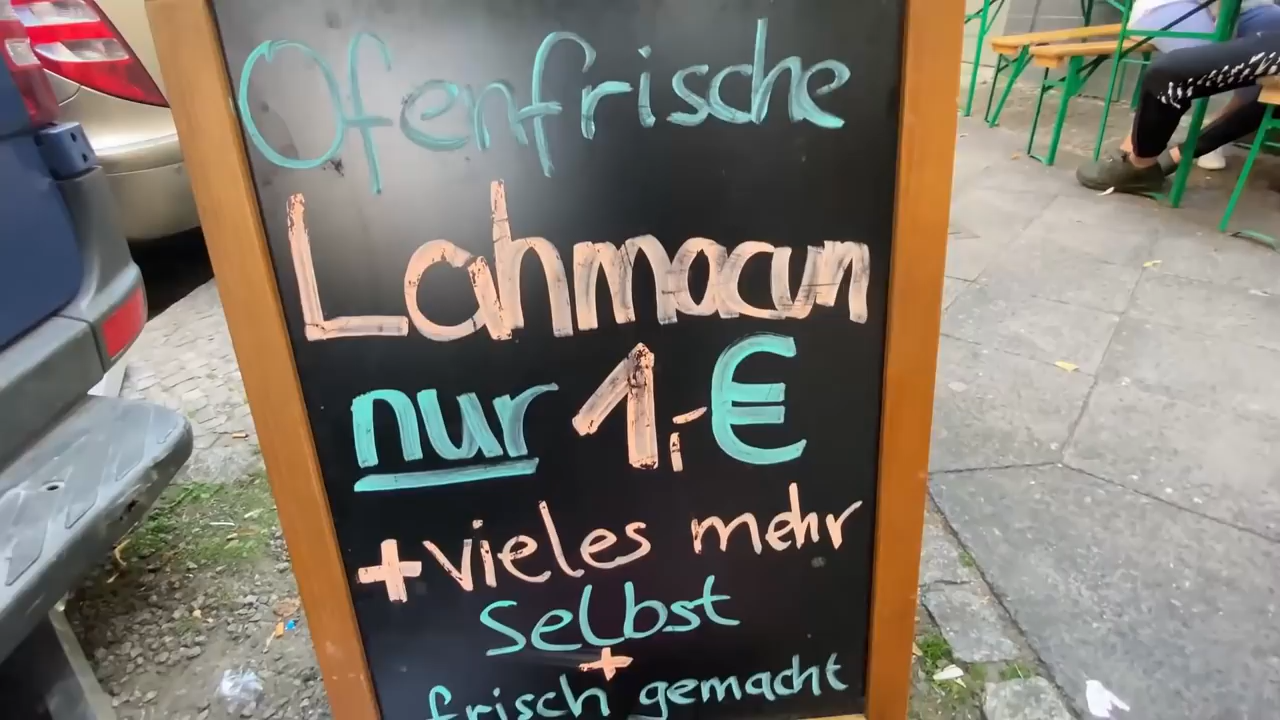 Ofenfrische
Lahmacun
nur 1,-€
+ vieles mehr
Selbst
+
frisch gemacht